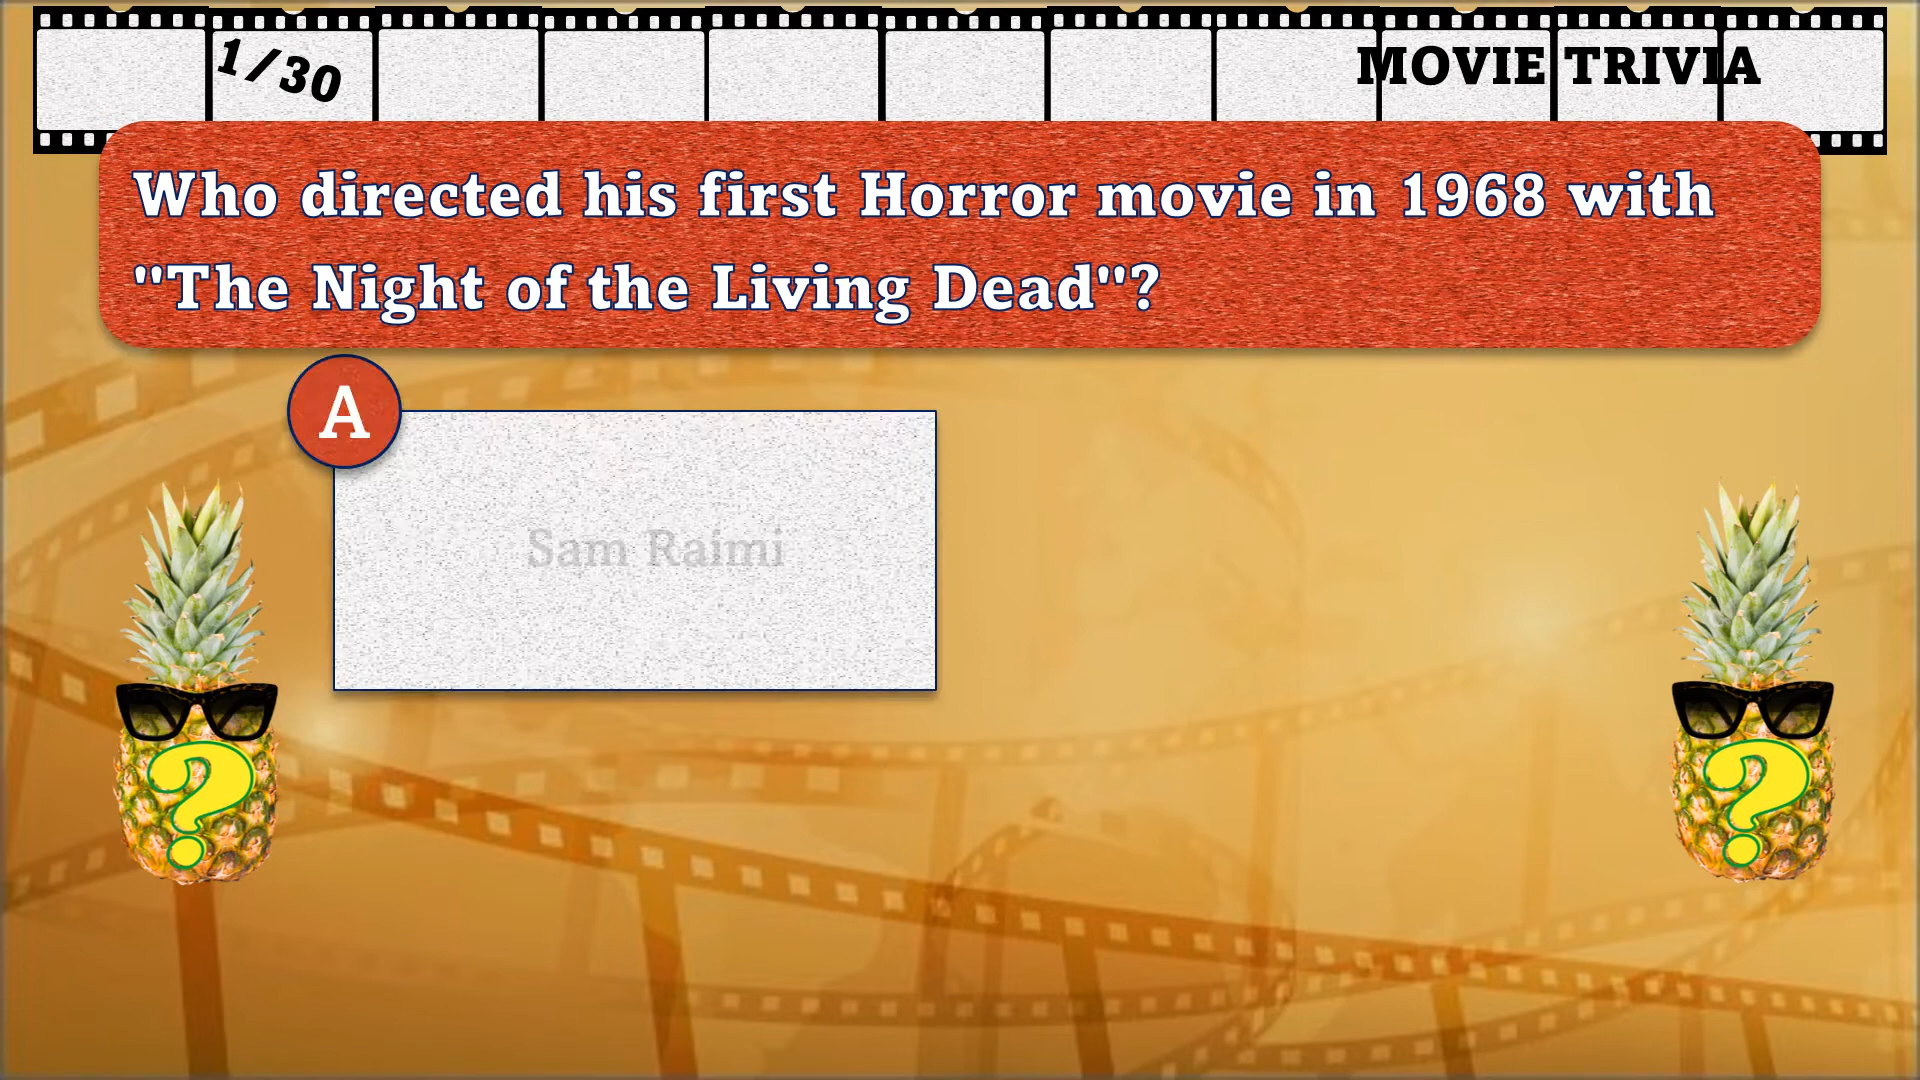 1/30
MOVIE TRIVIA
Who directed his first Horror movie in 1968 with
"The Night of the Living Dead"?
A
Sam Raimi
?
?